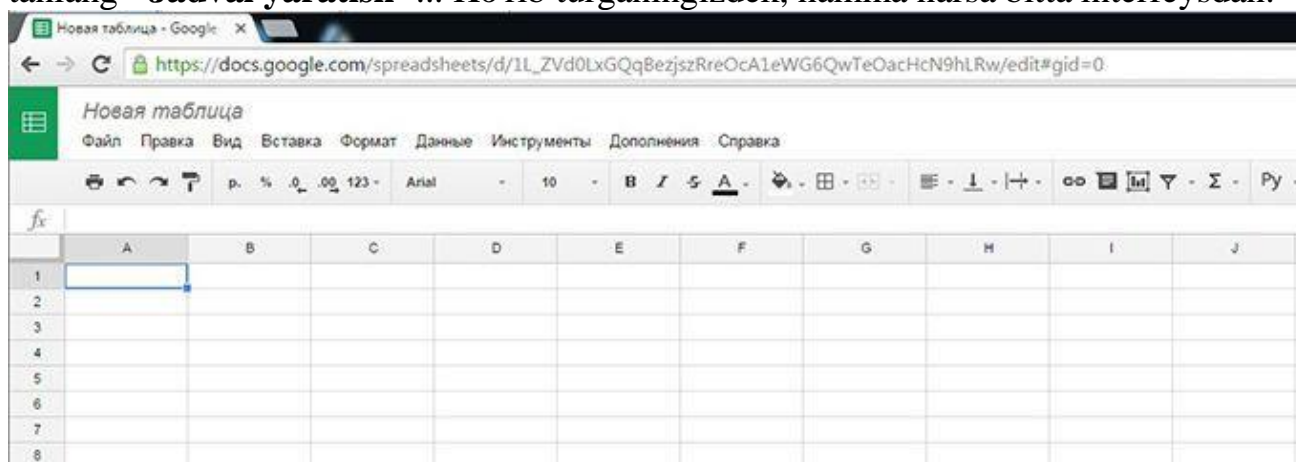 Новая таблица - Google
https://docs.google.com/spreadsheets/d/1L_ZVd0LxGQqBezjszRreOcA1eWG6QwTeOacHcN9hLRw/edit#gid=0
Новая таблица
Файл Правка Вид Вставка Формат Данные Инструменты Дополнения Справка
р. % .0 .00 123 Arial 10 B I S A Σ Ру
fx
A B C D E F G H I J
1
2
3
4
5
6
7
8